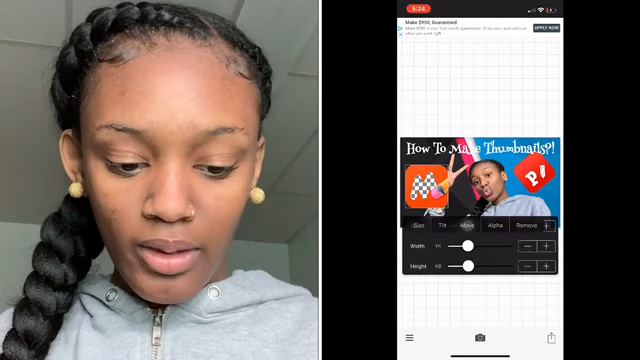 5:24
Make $950, Guaranteed
APPLY NOW
How To Make Thumbnails?!
Size Tilt Move Alpha Remove
Width
Height